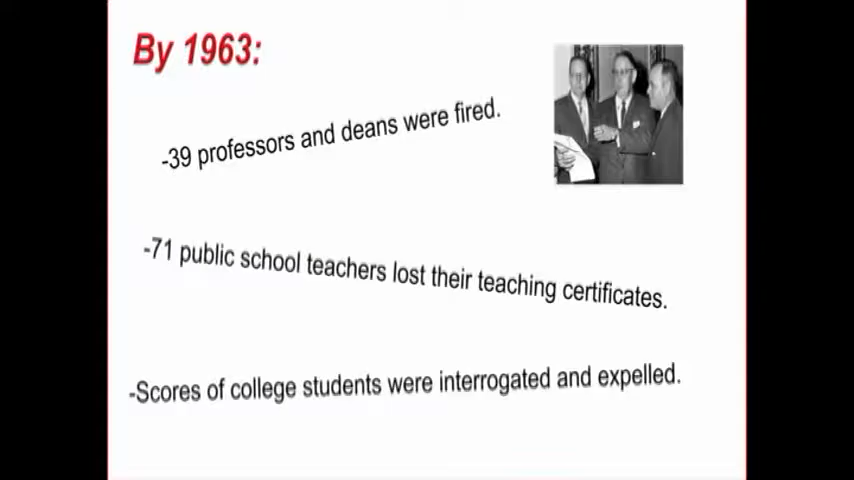 By 1963:
-39 professors and deans were fired.
-71 public school teachers lost their teaching certificates.
-Scores of college students were interrogated and expelled.